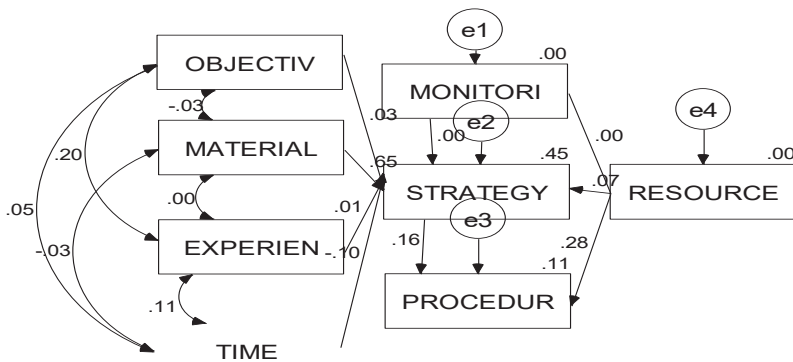 e1
.00
OBJECTIV
MONITORI
e4
-.03
.03
.00
e2
.00
MATERIAL
.20
.65
.45
.00
STRATEGY
.07
RESOURCE
.05
.00
.01
e3
-.03
EXPERIEN
-.10
.16
.28
.11
PROCEDUR
.11
TIME